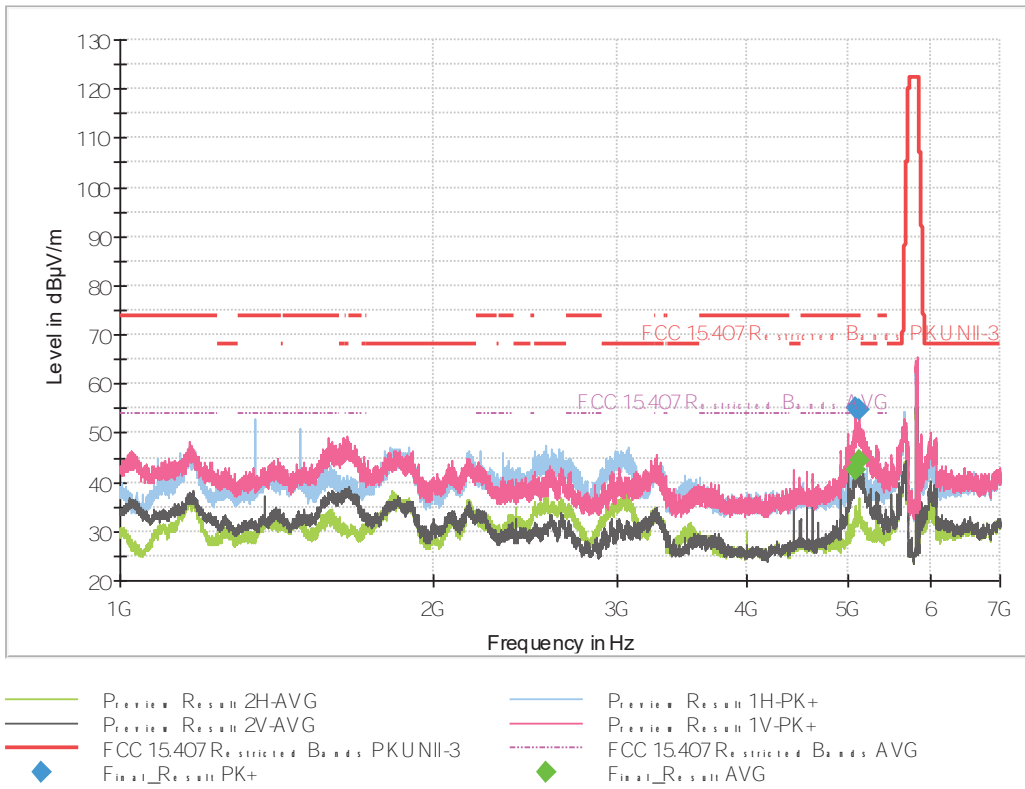 Level in dBµV/m
130
120
110
100
90
80
70
60
50
40
30
20
FCC 15.407 Restricted Bands PK UNII-3
FCC 15.407 Restricted Bands AVG
1G 2G 3G 4G 5G 6 7G
Frequency in Hz
Preview Result 2H-AVG
Preview Result 1H-PK+
Preview Result 2V-AVG
Preview Result 1V-PK+
FCC 15.407 Restricted Bands PK UNII-3
FCC 15.407 Restricted Bands AVG
Final_Result PK+
Final_Result AVG